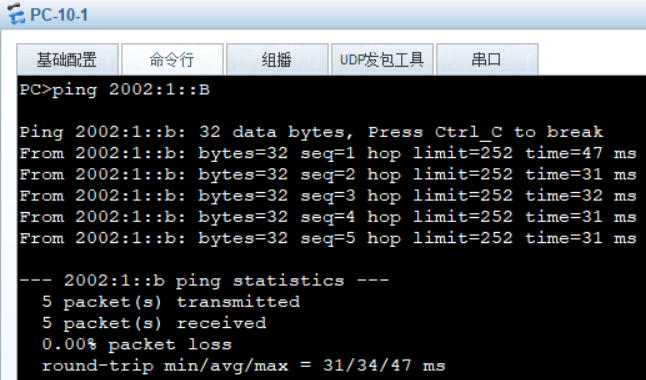 PC-10-1
基础配置 命令行 组播 UDP发包工具 串口
PC>ping 2002:1::B
Ping 2002:1::b: 32 data bytes, Press Ctrl_C to break
From 2002:1::b: bytes=32 seq=1 hop limit=252 time=47 ms
From 2002:1::b: bytes=32 seq=2 hop limit=252 time=31 ms
From 2002:1::b: bytes=32 seq=3 hop limit=252 time=32 ms
From 2002:1::b: bytes=32 seq=4 hop limit=252 time=31 ms
From 2002:1::b: bytes=32 seq=5 hop limit=252 time=31 ms
--- 2002:1::b ping statistics ---
5 packet(s) transmitted
5 packet(s) received
0.00% packet loss
round-trip min/avg/max = 31/34/47 ms